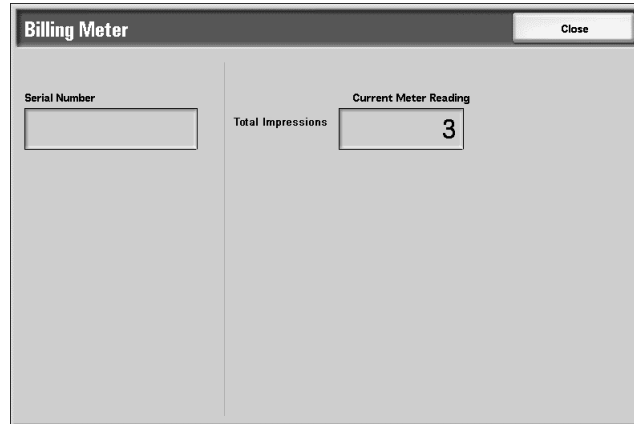 Billing Meter
Close
Serial Number
Current Meter Reading
Total Impressions
3